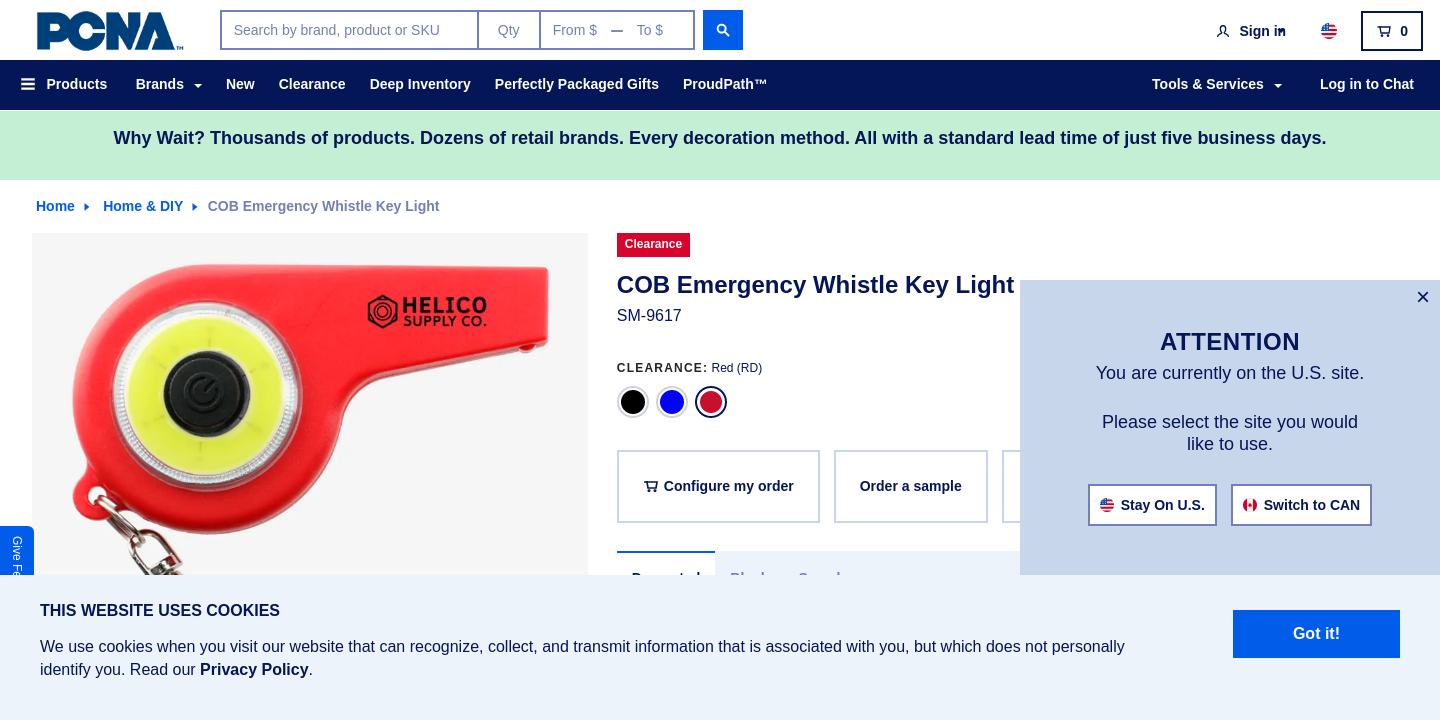 PCNA™
Search by brand, product or SKU
Qty
From $ — To $
Sign in
0
Products
Brands
New
Clearance
Deep Inventory
Perfectly Packaged Gifts
ProudPath™
Tools & Services
Log in to Chat
Why Wait? Thousands of products. Dozens of retail brands. Every decoration method. All with a standard lead time of just five business days.
Home
Home & DIY
COB Emergency Whistle Key Light
HELICO
SUPPLY CO.
Clearance
COB Emergency Whistle Key Light
SM-9617
CLEARANCE: Red (RD)
Configure my order
Order a sample
×
ATTENTION
You are currently on the U.S. site.
Please select the site you would
like to use.
Stay On U.S.
Switch to CAN
Give
THIS WEBSITE USES COOKIES
We use cookies when you visit our website that can recognize, collect, and transmit information that is associated with you, but which does not personally
identify you. Read our Privacy Policy.
Got it!